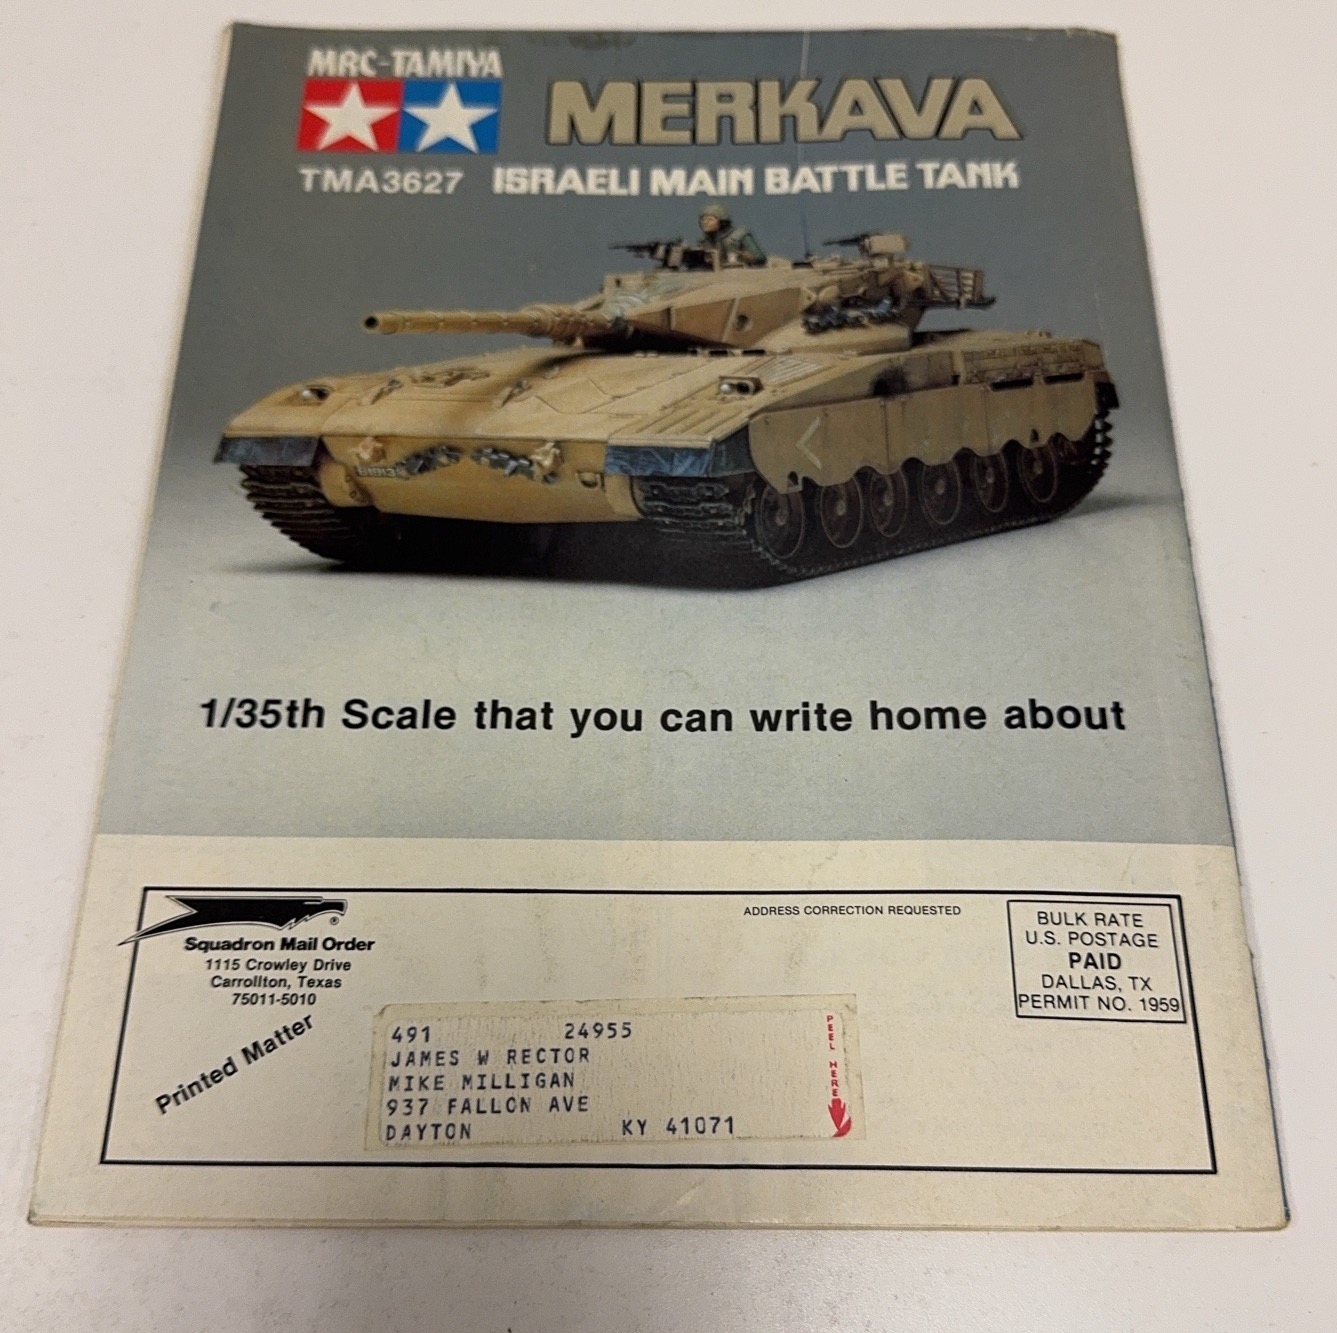 MRC-TAMIYA
MERKAVA
TMA3627 ISRAELI MAIN BATTLE TANK
1/35th Scale that you can write home about
®
Squadron Mail Order
1115 Crowley Drive
Carrollton, Texas
75011-5010
Printed Matter
ADDRESS CORRECTION REQUESTED
BULK RATE
U.S. POSTAGE
PAID
DALLAS, TX
PERMIT NO. 1959
491 24955
JAMES W RECTOR
MIKE MILLIGAN
937 FALLON AVE
DAYTON KY 41071
PEEL HERE